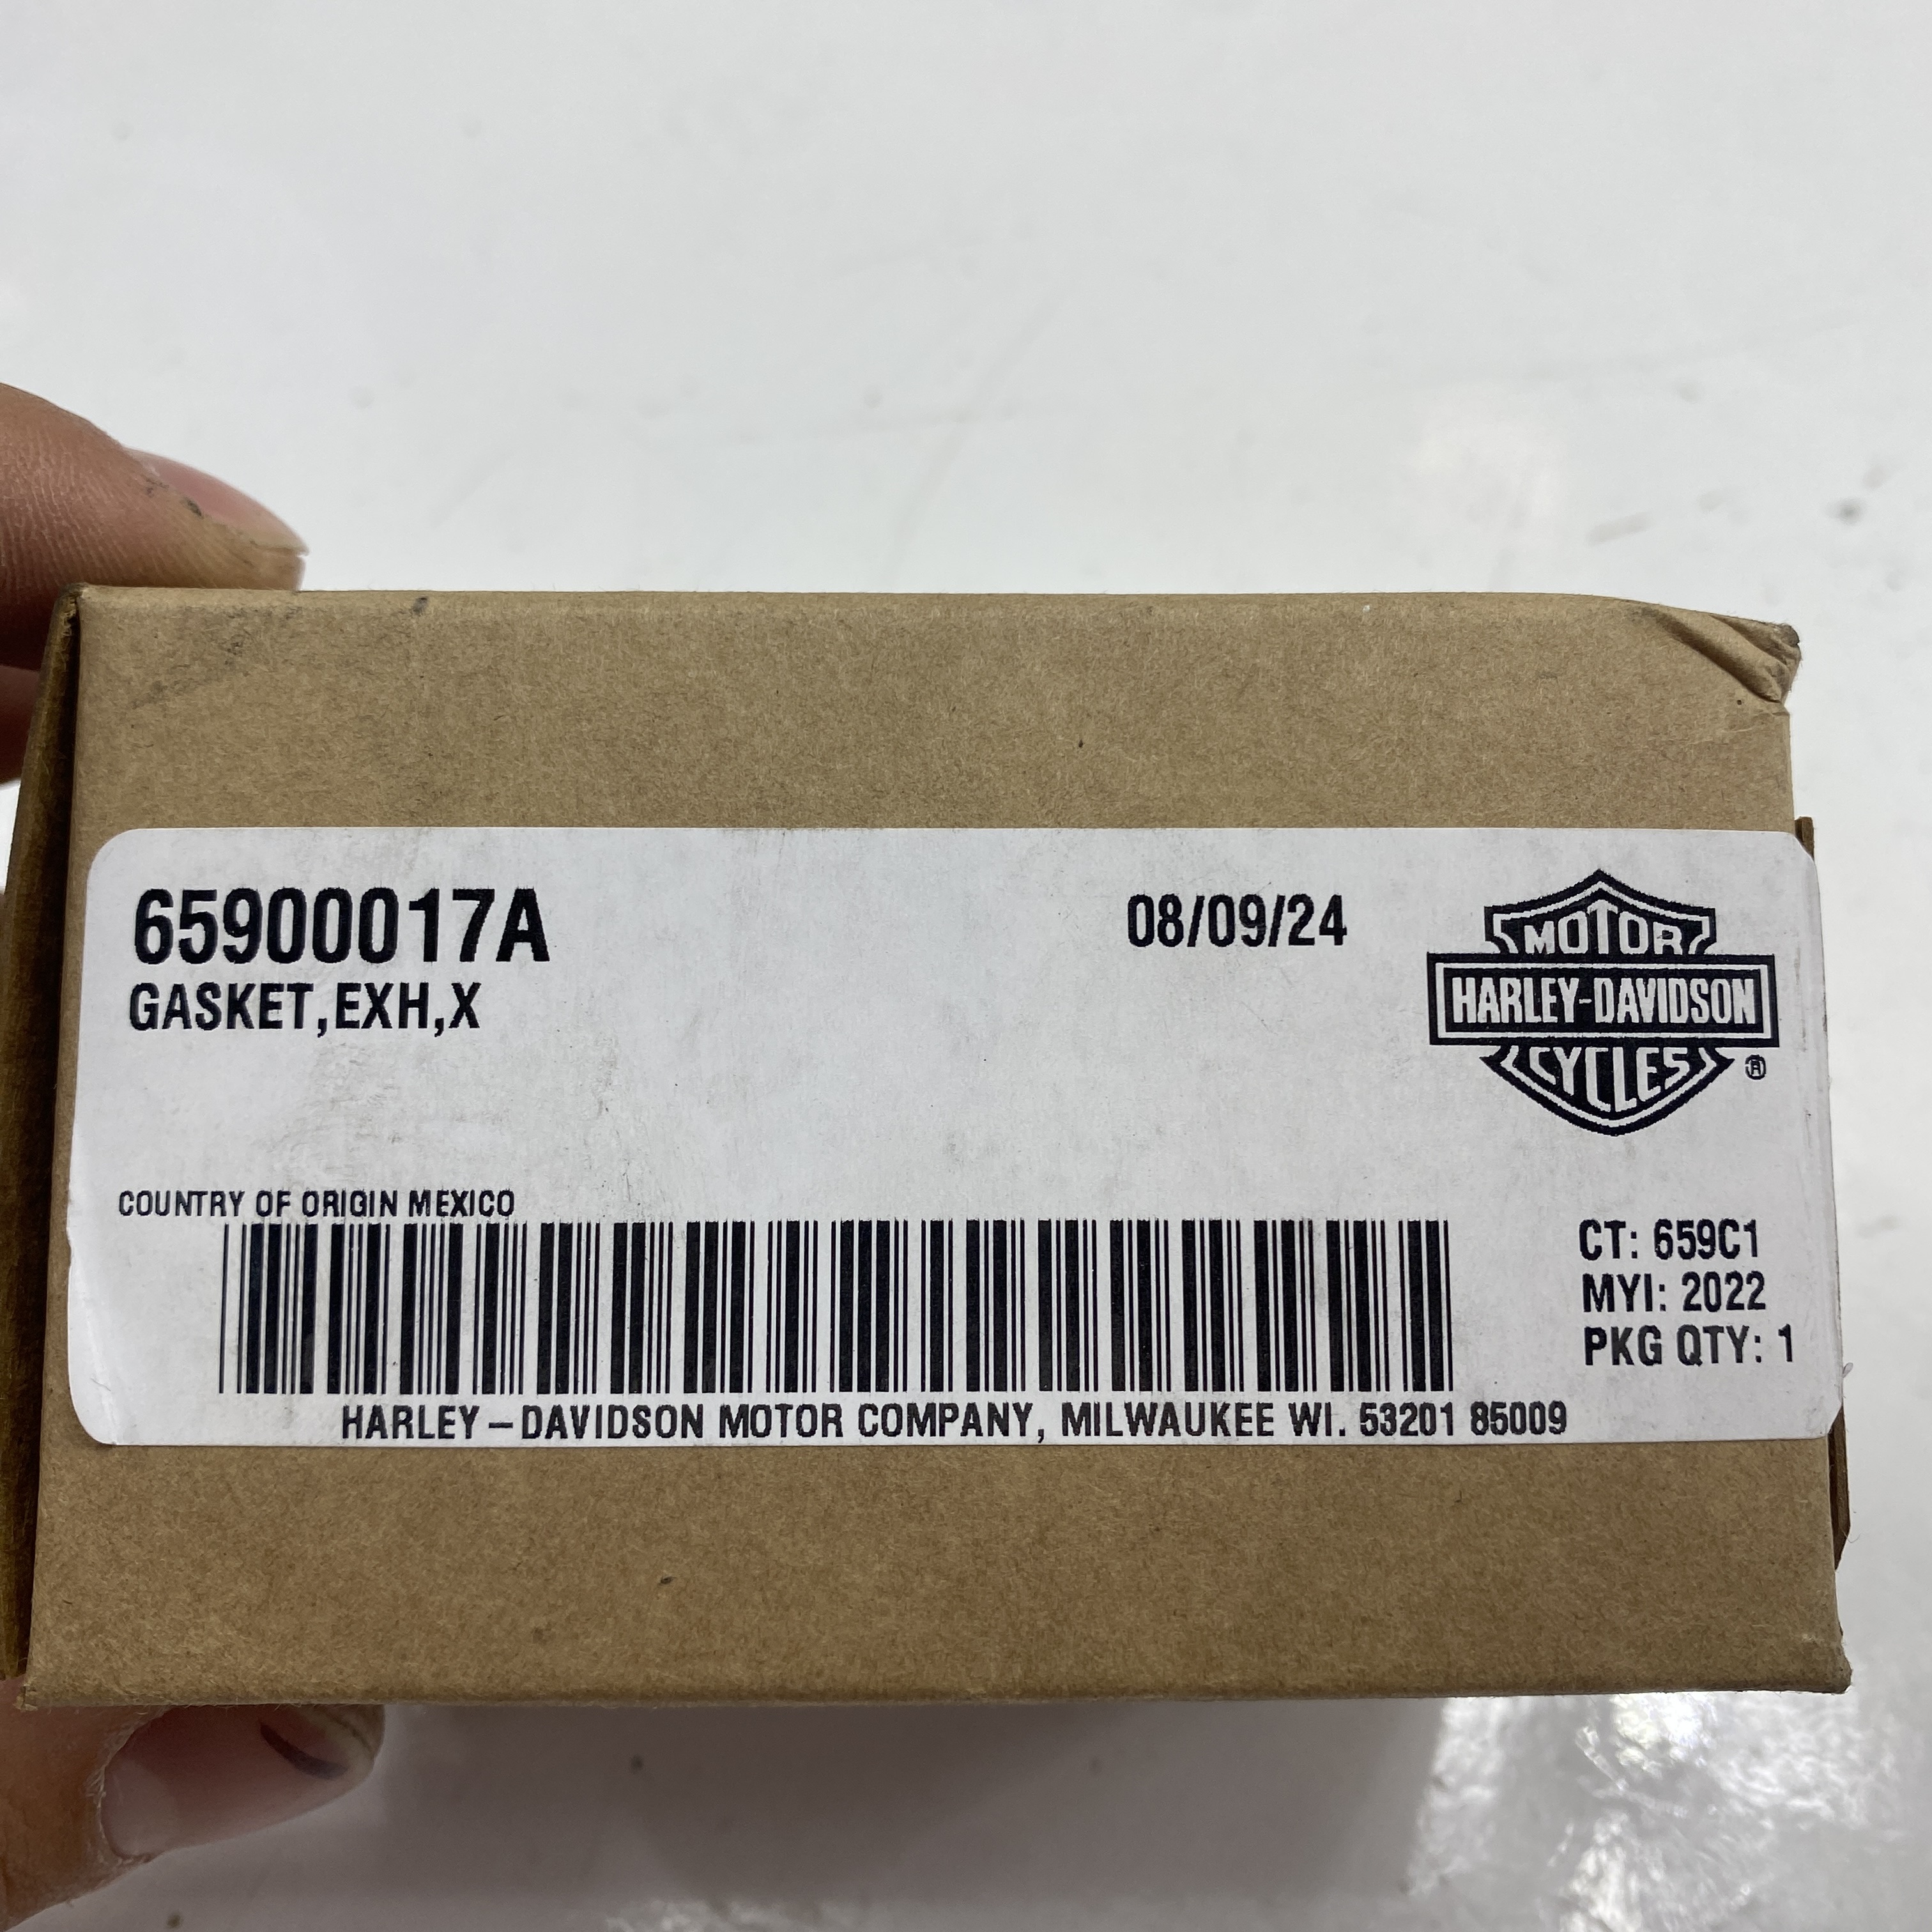 65900017A
08/09/24
GASKET,EXH,X
MOTOR
HARLEY-DAVIDSON
CYCLES
®
COUNTRY OF ORIGIN MEXICO
CT: 659C1
MYI: 2022
PKG QTY: 1
HARLEY-DAVIDSON MOTOR COMPANY, MILWAUKEE WI. 53201 85009